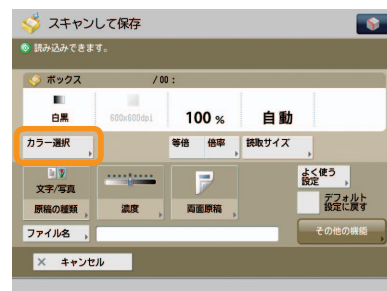 スキャンして保存
読み込みできます。
ボックス /00 :
白黒 600x600dpi 100 % 自動
カラー選択 等倍 倍率 読取サイズ
文字/写真
原稿の種類 濃度 両面原稿
よく使う
設定
デフォルト
設定に戻す
ファイル名 その他の機能
× キャンセル